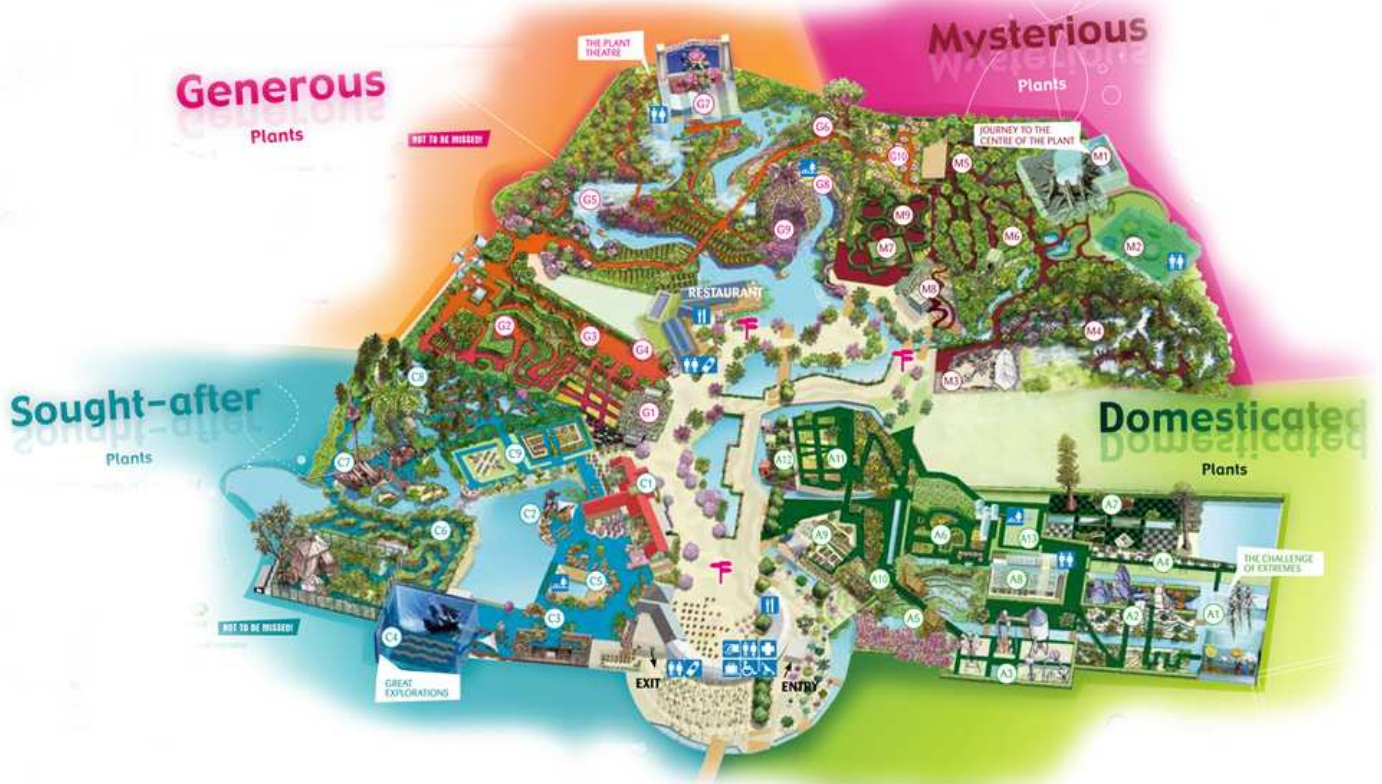 Generous
Plants
NOT TO BE MISSED!
THE PLANT
THEATRE
Mysterious
Plants
JOURNEY TO THE
CENTRE OF THE PLANT
G7
G6
G10
M5
M1
G5
G8
M9
G9
M7
M6
M2
RESTAURANT
M8
G2
G3
G4
M4
M3
C8
G1
Sought-after
Plants
Domesticated
Plants
C7
C9
C1
A12
A11
C2
A2
C6
A9
A6
A13
A4
THE CHALLENGE
OF EXTREMES
C5
A10
A8
NOT TO BE MISSED!
C4
C3
A5
A2
A1
A3
GREAT
EXPLORATIONS
EXIT
ENTRY